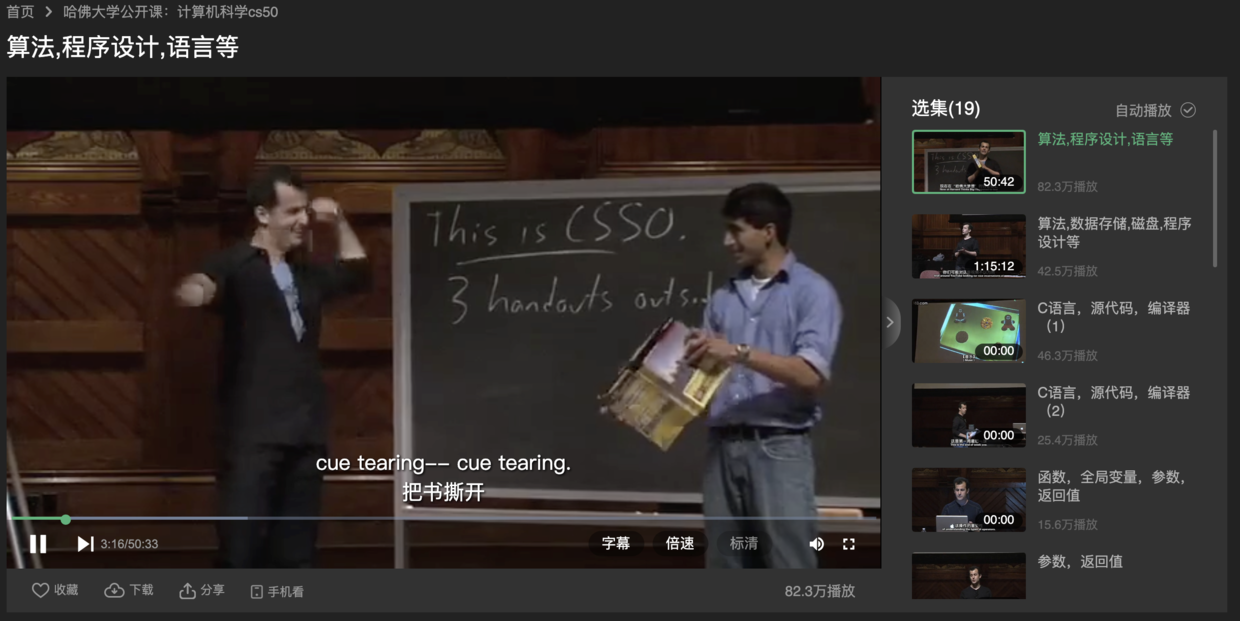 首页 > 哈佛大学公开课：计算机科学cs50
算法,程序设计,语言等
This is CS50.
3 handouts outs
cue tearing-- cue tearing.
把书撕开
3:16/50:33
字幕
倍速
标清
收藏
下载
分享
手机看
82.3万播放
选集(19)
自动播放
50:42
算法,程序设计,语言等
82.3万播放
1:15:12
算法,数据存储,磁盘,程序
设计等
42.5万播放
00:00
C语言，源代码，编译器
（1）
46.3万播放
00:00
C语言，源代码，编译器
（2）
25.4万播放
00:00
函数，全局变量，参数，
返回值
15.6万播放
参数，返回值